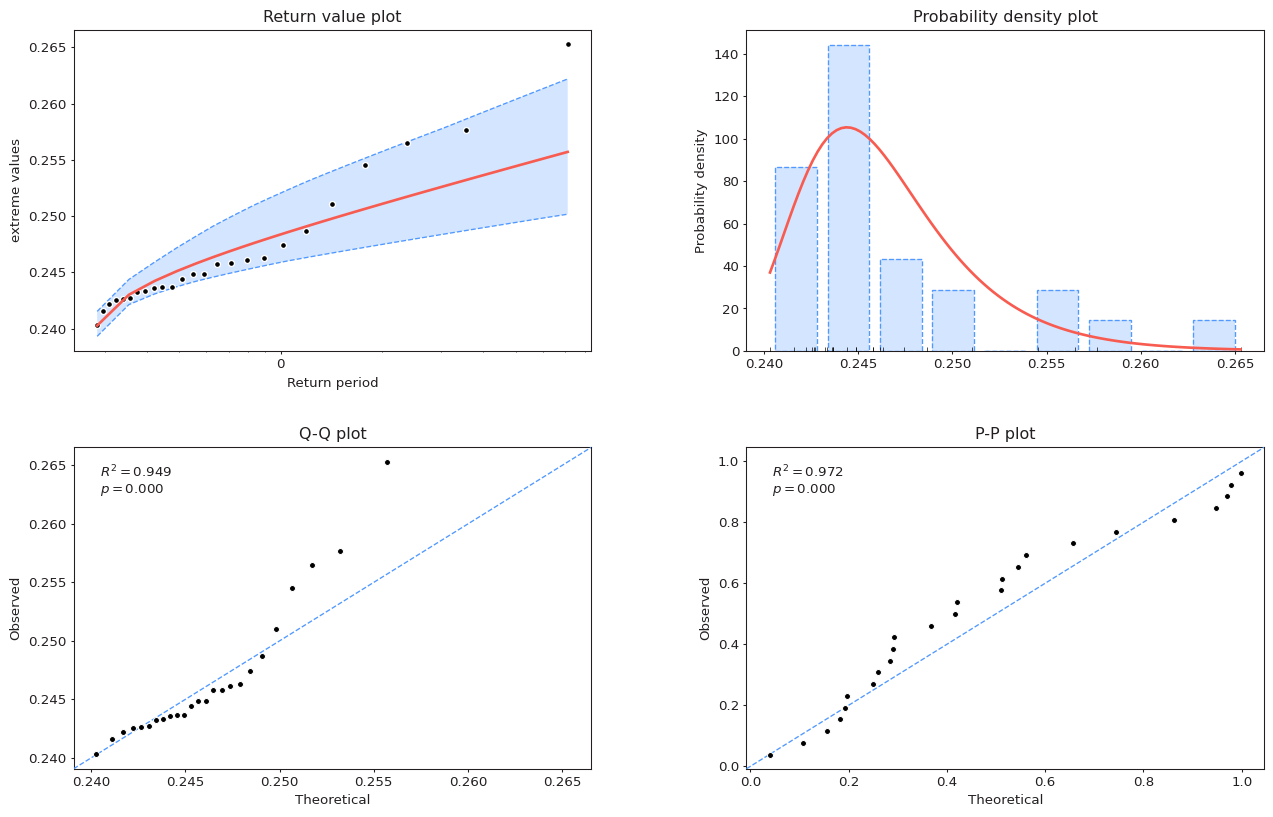 Return value plot
0.265
0.260
0.255
0.250
0.245
0.240
extreme values
0
Return period
Probability density plot
140
120
100
80
60
40
20
0
Probability density
0.240 0.245 0.250 0.255 0.260 0.265
Q-Q plot
R² = 0.949
p = 0.000
0.265
0.260
0.255
0.250
0.245
0.240
Observed
0.240 0.245 0.250 0.255 0.260 0.265
Theoretical
P-P plot
R² = 0.972
p = 0.000
1.0
0.8
0.6
0.4
0.2
0.0
Observed
0.0 0.2 0.4 0.6 0.8 1.0
Theoretical